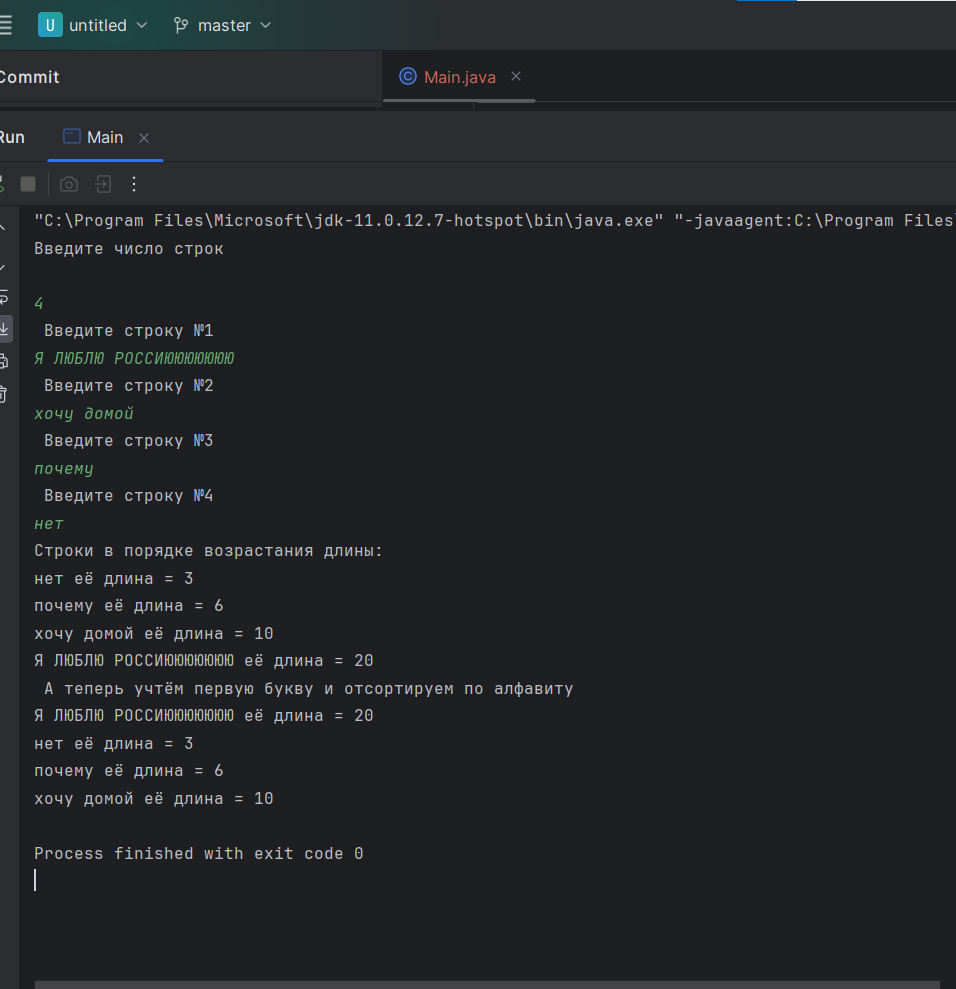 U untitled master
Commit
Main.java
Run Main
"C:\Program Files\Microsoft\jdk-11.0.12.7-hotspot\bin\java.exe" "-javaagent:C:\Program Files\
Введите число строк
4
Введите строку №1
Я ЛЮБЛЮ РОССИЮЮЮЮЮЮЮ
Введите строку №2
хочу домой
Введите строку №3
почему
Введите строку №4
нет
Строки в порядке возрастания длины:
нет её длина = 3
почему её длина = 6
хочу домой её длина = 10
Я ЛЮБЛЮ РОССИЮЮЮЮЮЮЮ её длина = 20
А теперь учтём первую букву и отсортируем по алфавиту
Я ЛЮБЛЮ РОССИЮЮЮЮЮЮЮ её длина = 20
нет её длина = 3
почему её длина = 6
хочу домой её длина = 10
Process finished with exit code 0